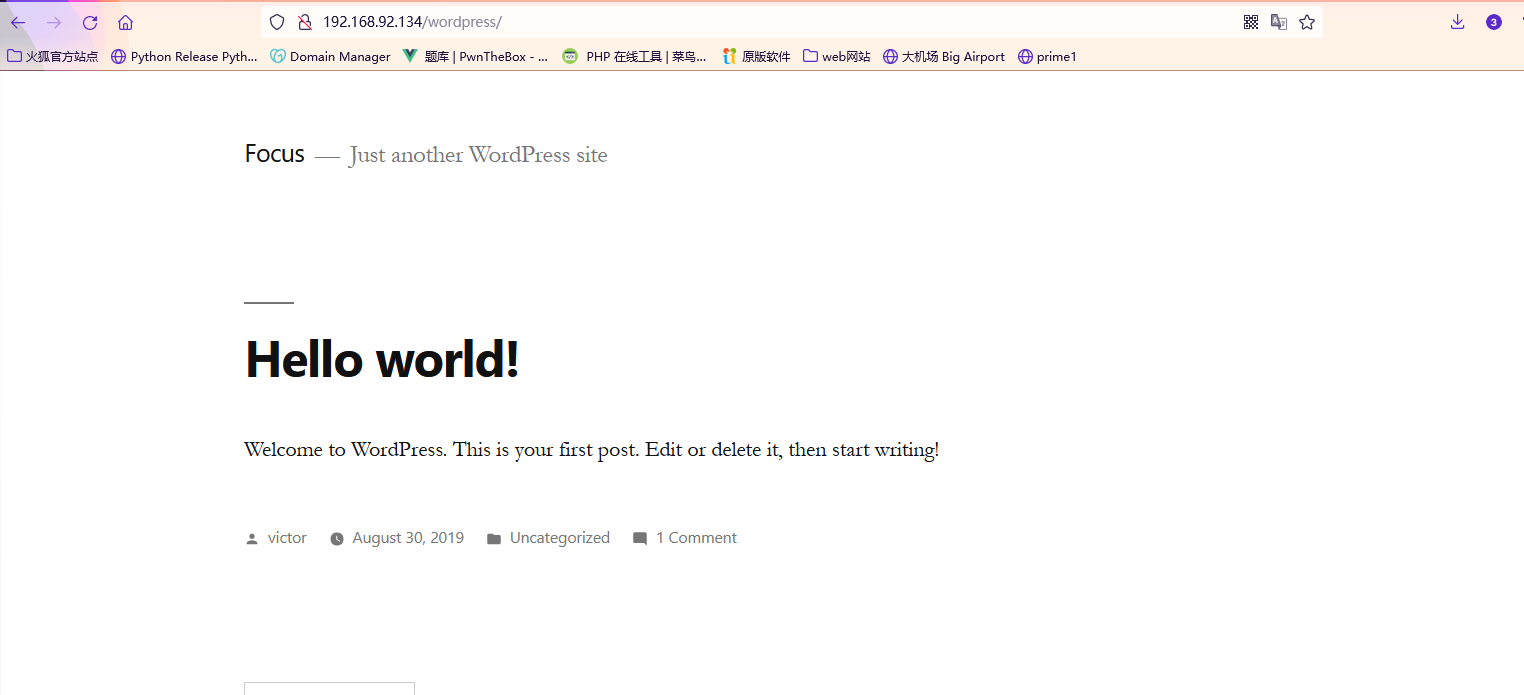 192.168.92.134/wordpress/
3
火狐官方站点 Python Release Pyth... Domain Manager 题库 | PwnTheBox - ... PHP 在线工具 | 菜鸟... 原版软件 web网站 大机场 Big Airport prime1
Focus — Just another WordPress site
Hello world!
Welcome to WordPress. This is your first post. Edit or delete it, then start writing!
victor August 30, 2019 Uncategorized 1 Comment